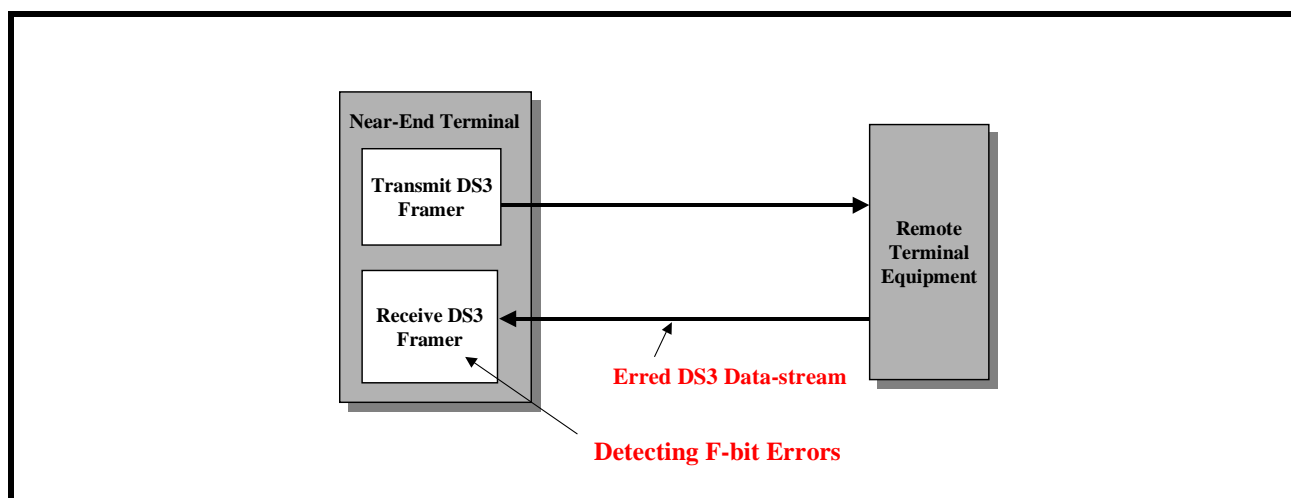 Near-End Terminal
Transmit DS3
Framer
Receive DS3
Framer
Remote
Terminal
Equipment
Erred DS3 Data-stream
Detecting F-bit Errors